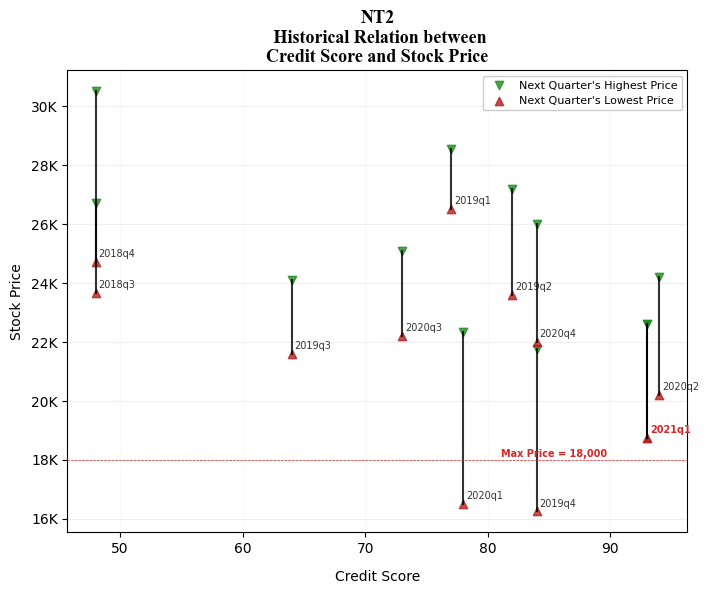 NT2
Historical Relation between
Credit Score and Stock Price
Next Quarter's Highest Price
Next Quarter's Lowest Price
30K
28K
26K
24K
22K
20K
18K
16K
Stock Price
2018q4
2018q3
2019q3
2020q3
2019q1
2019q2
2020q4
2020q2
2021q1
Max Price = 18,000
2020q1
2019q4
50
60
70
80
90
Credit Score